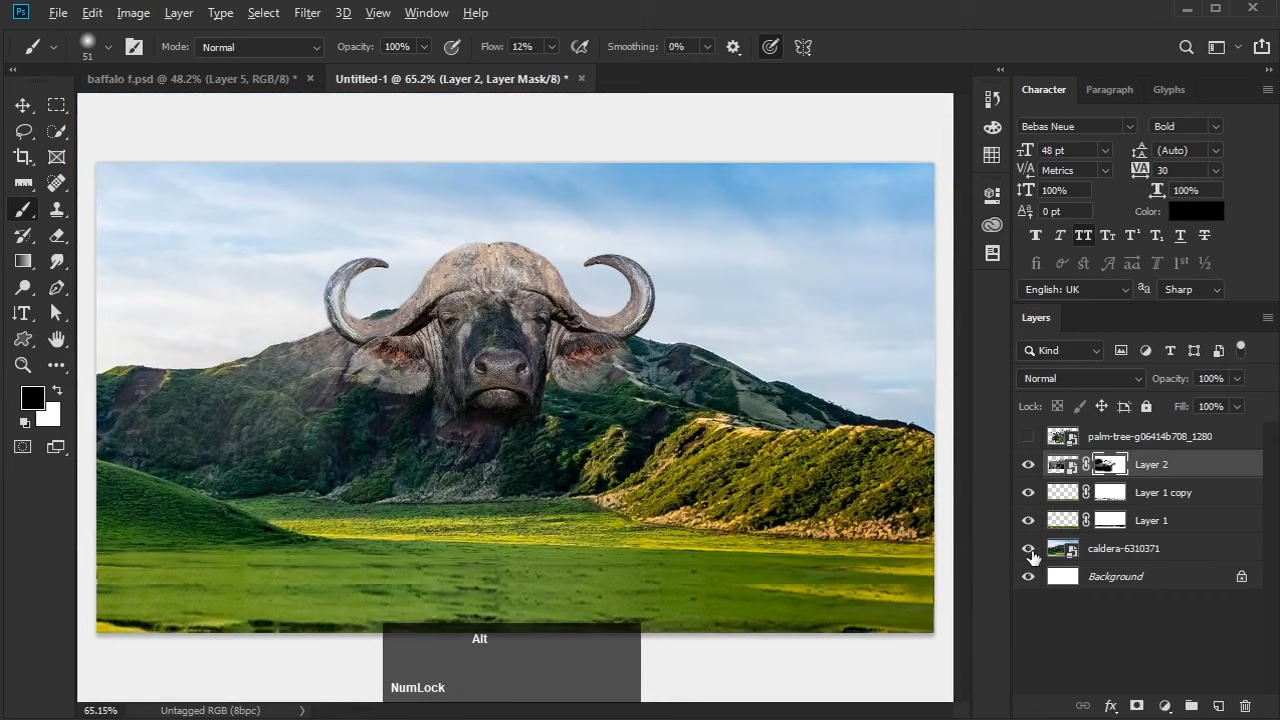 Ps File Edit Image Layer Type Select Filter 3D View Window Help
51 Mode: Normal Opacity: 100% Flow: 12% Smoothing: 0%
baffalo f.psd @ 48.2% (Layer 5, RGB/8) * Untitled-1 @ 65.2% (Layer 2, Layer Mask/8) *
Character Paragraph Glyphs
Bebas Neue Bold
48 pt (Auto)
Metrics 30
100% 100%
0 pt Color:
English: UK Sharp
Layers
Kind
Normal Opacity: 100%
Lock: Fill: 100%
palm-tree-g06414b708_1280
Layer 2
Layer 1 copy
Layer 1
caldera-6310371
Background
Alt
NumLock
65.15% Untagged RGB (8bpc)